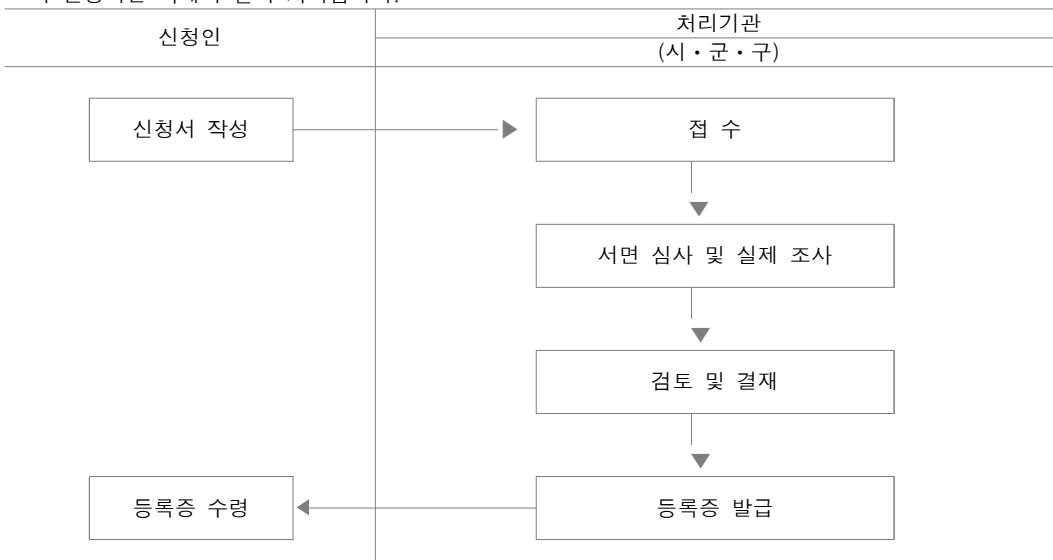 신청인
처리기관
(시・군・구)
신청서 작성
접 수
서면 심사 및 실제 조사
검토 및 결재
등록증 수령
등록증 발급